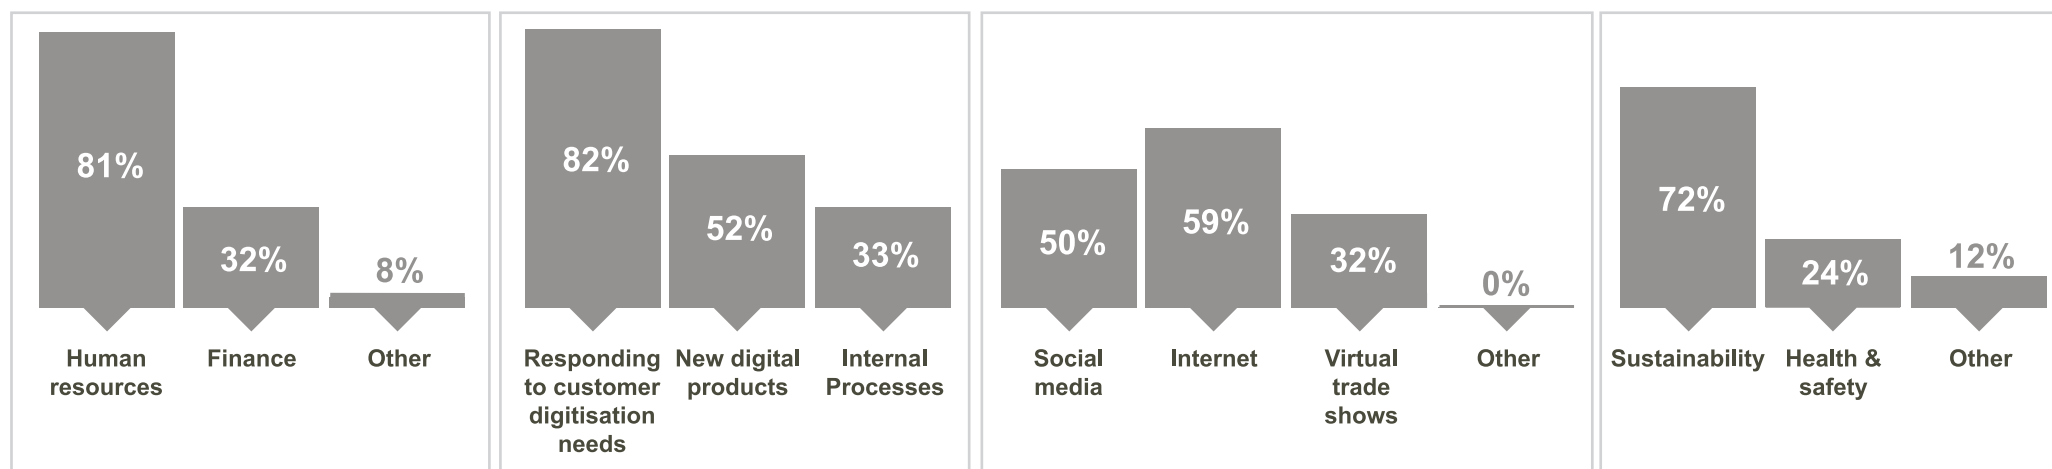 81%
32%
8%
Human
resources
Finance
Other
82%
52%
33%
Responding
to customer
digitisation
needs
New digital
products
Internal
Processes
50%
59%
32%
0%
Social
media
Internet
Virtual
trade
shows
Other
72%
24%
12%
Sustainability
Health &
safety
Other